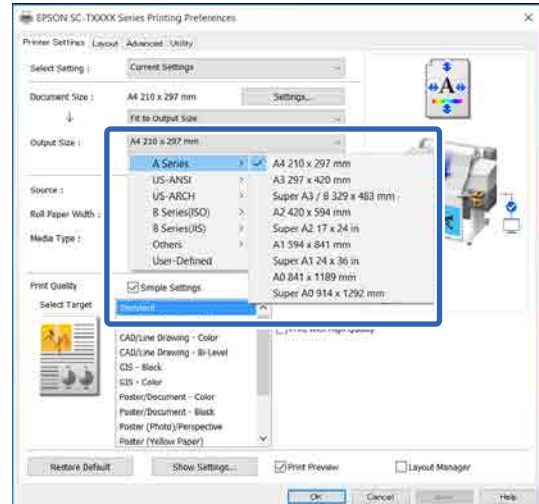 EPSON SC-TXXXX Series Printing Preferences
Printer Settings Layout Advanced Utility
Select Setting : Current Settings
Document Size : A4 210 x 297 mm Settings...
Fit to Output Size
Output Size : A4 210 x 297 mm
A Series A4 210 x 297 mm
US-ANSI A3 297 x 420 mm
US-ARCH Super A3 / B 329 x 483 mm
B Series(ISO) A2 420 x 594 mm
B Series(JIS) Super A2 17 x 24 in
Others A1 594 x 841 mm
User-Defined Super A1 24 x 36 in
A0 841 x 1189 mm
Super A0 914 x 1292 mm
Source :
Roll Paper Width :
Media Type :
Print Quality Simple Settings
Select Target Standard
Print with High Quality
CAD/Line Drawing - Color
CAD/Line Drawing - Bi-Level
GIS - Black
GIS - Color
Poster/Document - Color
Poster/Document - Black
Poster (Photo)/Perspective
Poster (Yellow Paper)
Restore Default Show Settings... Print Preview Layout Manager
OK Cancel Help